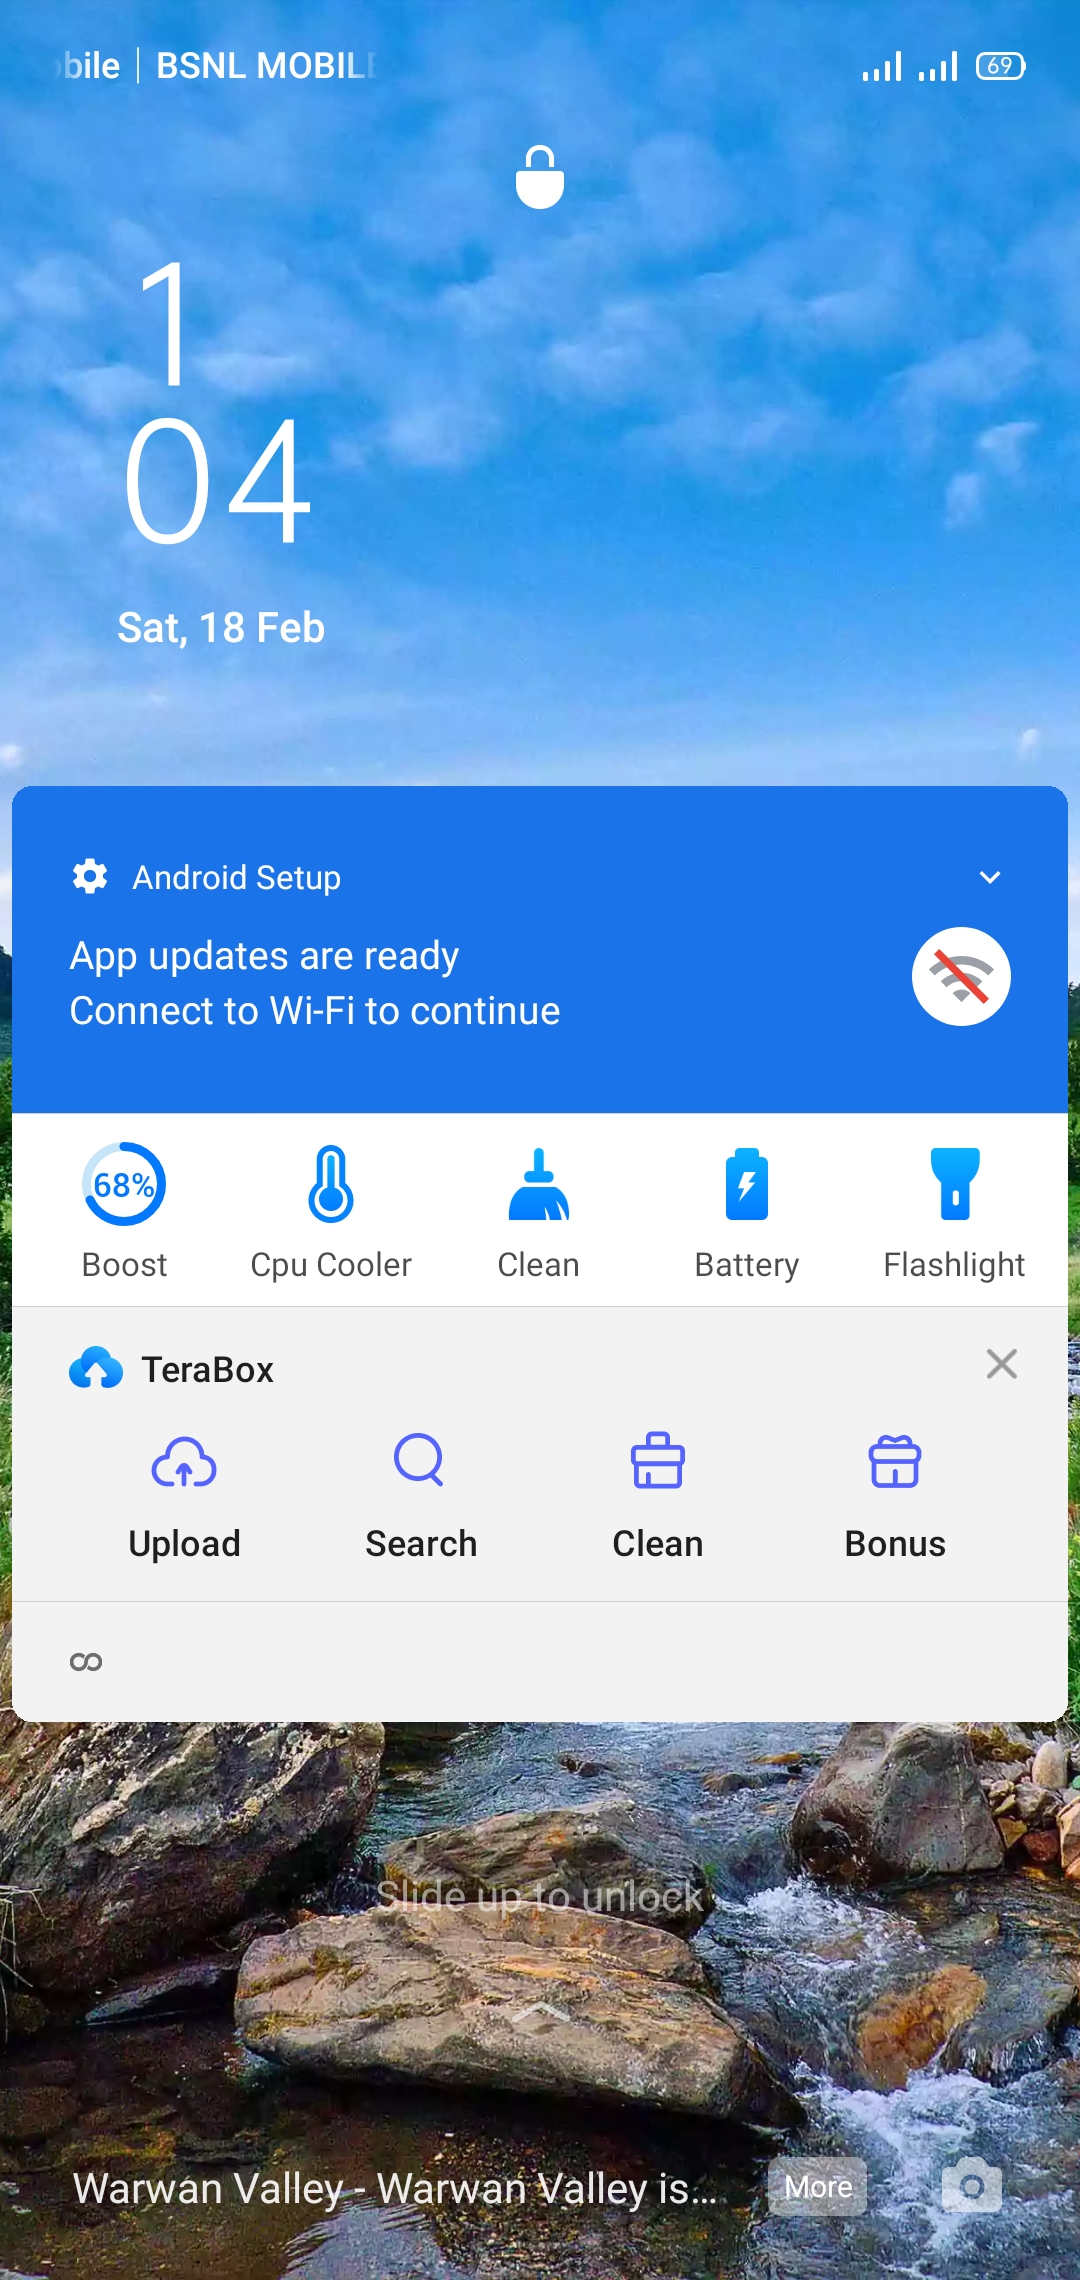 bile | BSNL MOBILE
69
1
04
Sat, 18 Feb
Android Setup
App updates are ready
Connect to Wi-Fi to continue
68%
Boost
Cpu Cooler
Clean
Battery
Flashlight
TeraBox
Upload
Search
Clean
Bonus
Slide up to unlock
Warwan Valley - Warwan Valley is...
More